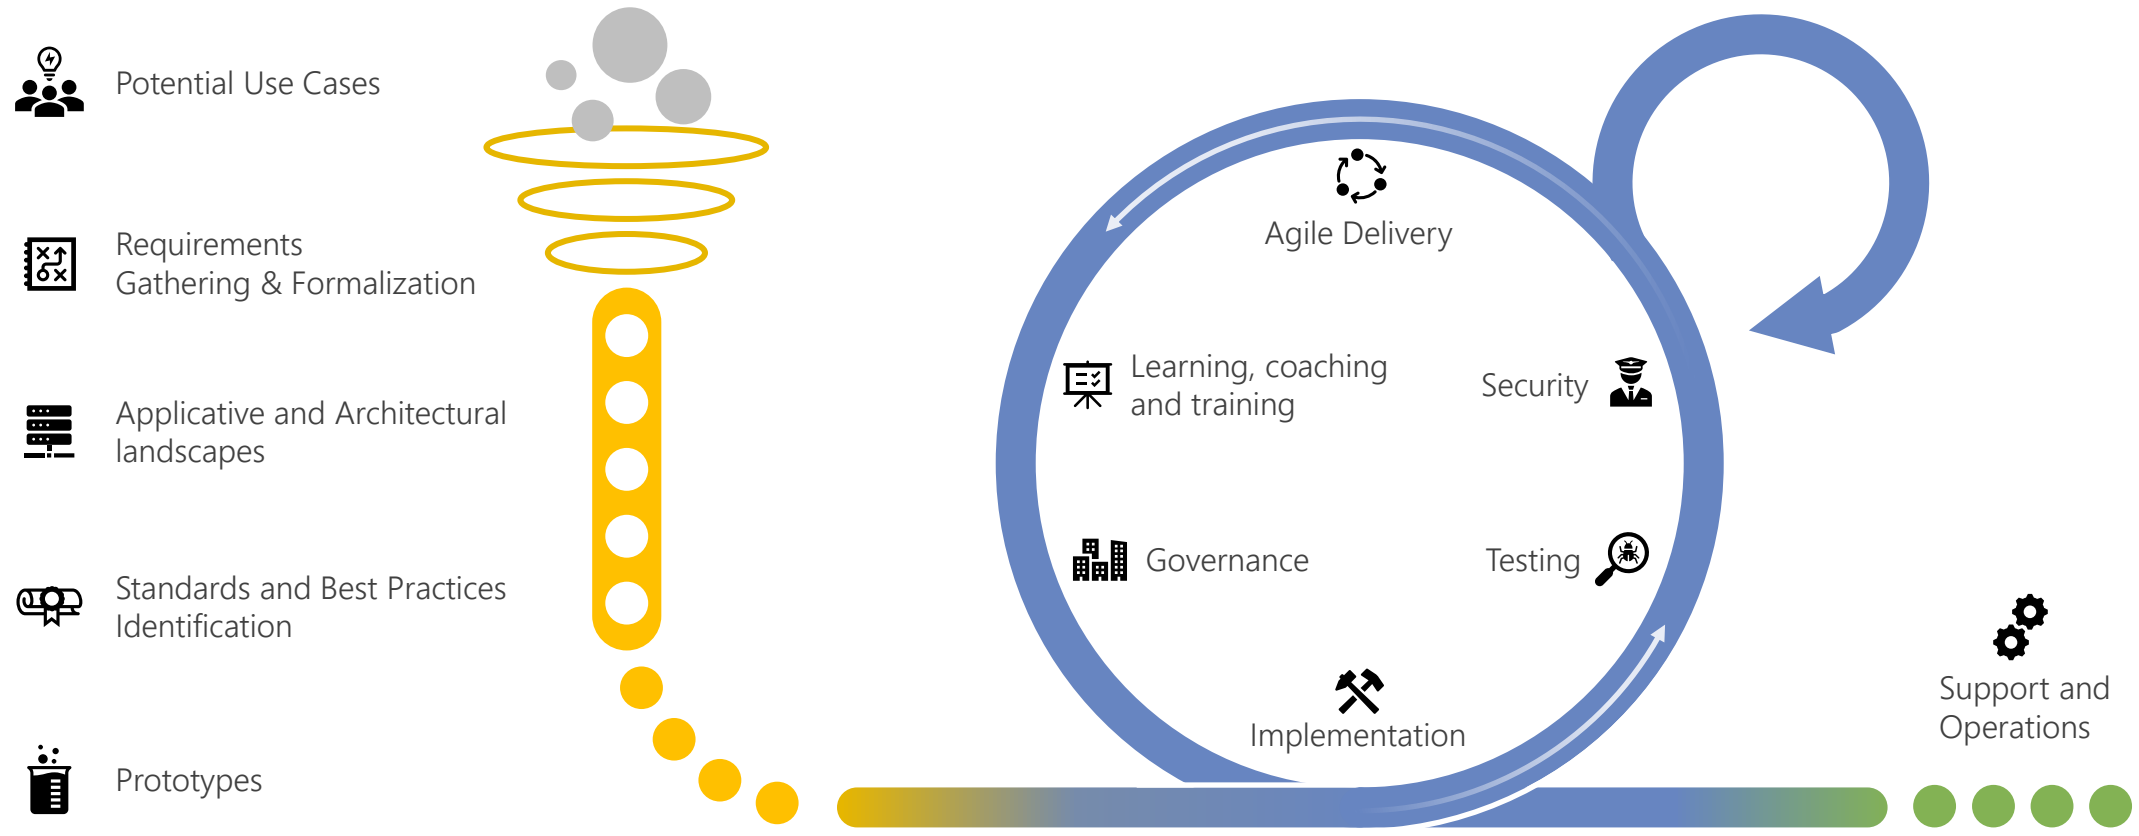 Potential Use Cases
Requirements
Gathering & Formalization
Applicative and Architectural
landscapes
Standards and Best Practices
Identification
Prototypes
Agile Delivery
Learning, coaching
and training
Security
Governance
Testing
Implementation
Support and
Operations